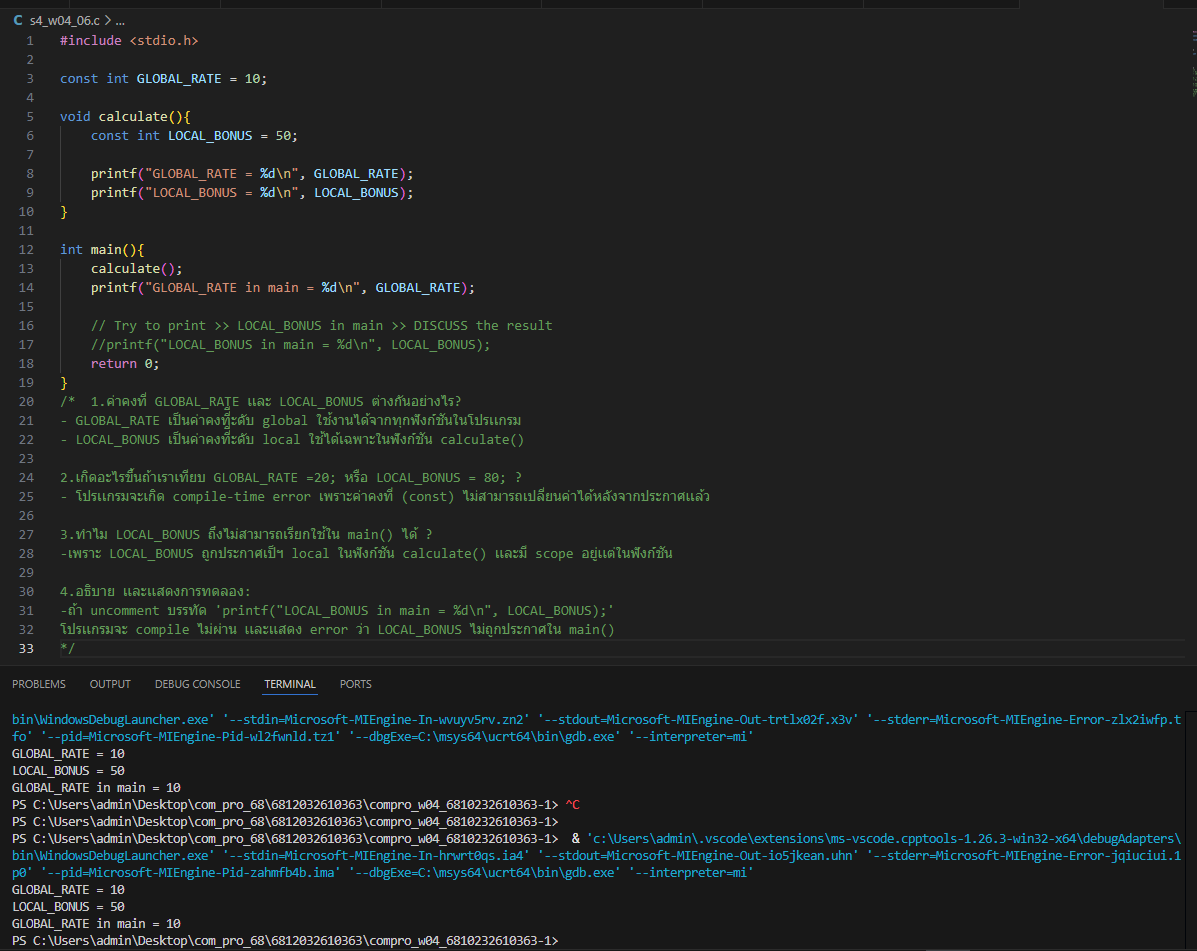 C s4_w04_06.c > ...
1 #include <stdio.h>
2
3 const int GLOBAL_RATE = 10;
4
5 void calculate(){
6 const int LOCAL_BONUS = 50;
7
8 printf("GLOBAL_RATE = %d\n", GLOBAL_RATE);
9 printf("LOCAL_BONUS = %d\n", LOCAL_BONUS);
10 }
11
12 int main(){
13 calculate();
14 printf("GLOBAL_RATE in main = %d\n", GLOBAL_RATE);
15
16 // Try to print >> LOCAL_BONUS in main >> DISCUSS the result
17 //printf("LOCAL_BONUS in main = %d\n", LOCAL_BONUS);
18 return 0;
19 }
20 /* 1.ค่าคงที่ GLOBAL_RATE และ LOCAL_BONUS ต่างกันอย่างไร?
21 - GLOBAL_RATE เป็นค่าคงที่ global ใช้งานได้จากทุกฟังก์ชันในโปรแกรม
22 - LOCAL_BONUS เป็นค่าคงที่ local ใช้ได้เฉพาะในฟังก์ชัน calculate()
23
24 2.เกิดอะไรขึ้นถ้าเราเทียบ GLOBAL_RATE =20; หรือ LOCAL_BONUS = 80; ?
25 - โปรแกรมจะเกิด compile-time error เพราะค่าคงที่ (const) ไม่สามารถเปลี่ยนค่าได้หลังจากประกาศแล้ว
26
27 3.ทำไม LOCAL_BONUS ถึงไม่สามารถเรียกใช้ใน main() ได้ ?
28 -เพราะ LOCAL_BONUS ถูกประกาศเป็ฯ local ในฟังก์ชัน calculate() และมี scope อยู่แต่ในฟังก์ชัน
29
30 4.อธิบาย และแสดงการทดลอง:
31 -ถ้า uncomment บรรทัด 'printf("LOCAL_BONUS in main = %d\n", LOCAL_BONUS);'
32 โปรแกรมจะ compile ไม่ผ่าน และแสดง error ว่า LOCAL_BONUS ไม่ถูกประกาศใน main()
33 */
PROBLEMS OUTPUT DEBUG CONSOLE TERMINAL PORTS
bin\WindowsDebugLauncher.exe' '--stdin=Microsoft-MIEngine-In-wvuyv5rv.zn2' '--stdout=Microsoft-MIEngine-Out-trtlx02f.x3v' '--stderr=Microsoft-MIEngine-Error-zlx2iwfp.t
fo' '--pid=Microsoft-MIEngine-Pid-wl2fwnld.tz1' '--dbgExe=C:\msys64\ucrt64\bin\gdb.exe' '--interpreter=mi'
GLOBAL_RATE = 10
LOCAL_BONUS = 50
GLOBAL_RATE in main = 10
PS C:\Users\admin\Desktop\com_pro_68\6812032610363\compro_w04_6810232610363-1> ^C
PS C:\Users\admin\Desktop\com_pro_68\6812032610363\compro_w04_6810232610363-1>
PS C:\Users\admin\Desktop\com_pro_68\6812032610363\compro_w04_6810232610363-1> & 'c:\Users\admin\.vscode\extensions\ms-vscode.cpptools-1.26.3-win32-x64\debugAdapters\
bin\WindowsDebugLauncher.exe' '--stdin=Microsoft-MIEngine-In-hrwrt0qs.ia4' '--stdout=Microsoft-MIEngine-Out-io5jkean.uhn' '--stderr=Microsoft-MIEngine-Error-jqiuciui.1
p0' '--pid=Microsoft-MIEngine-Pid-zahmfb4b.ima' '--dbgExe=C:\msys64\ucrt64\bin\gdb.exe' '--interpreter=mi'
GLOBAL_RATE = 10
LOCAL_BONUS = 50
GLOBAL_RATE in main = 10
PS C:\Users\admin\Desktop\com_pro_68\6812032610363\compro_w04_6810232610363-1>